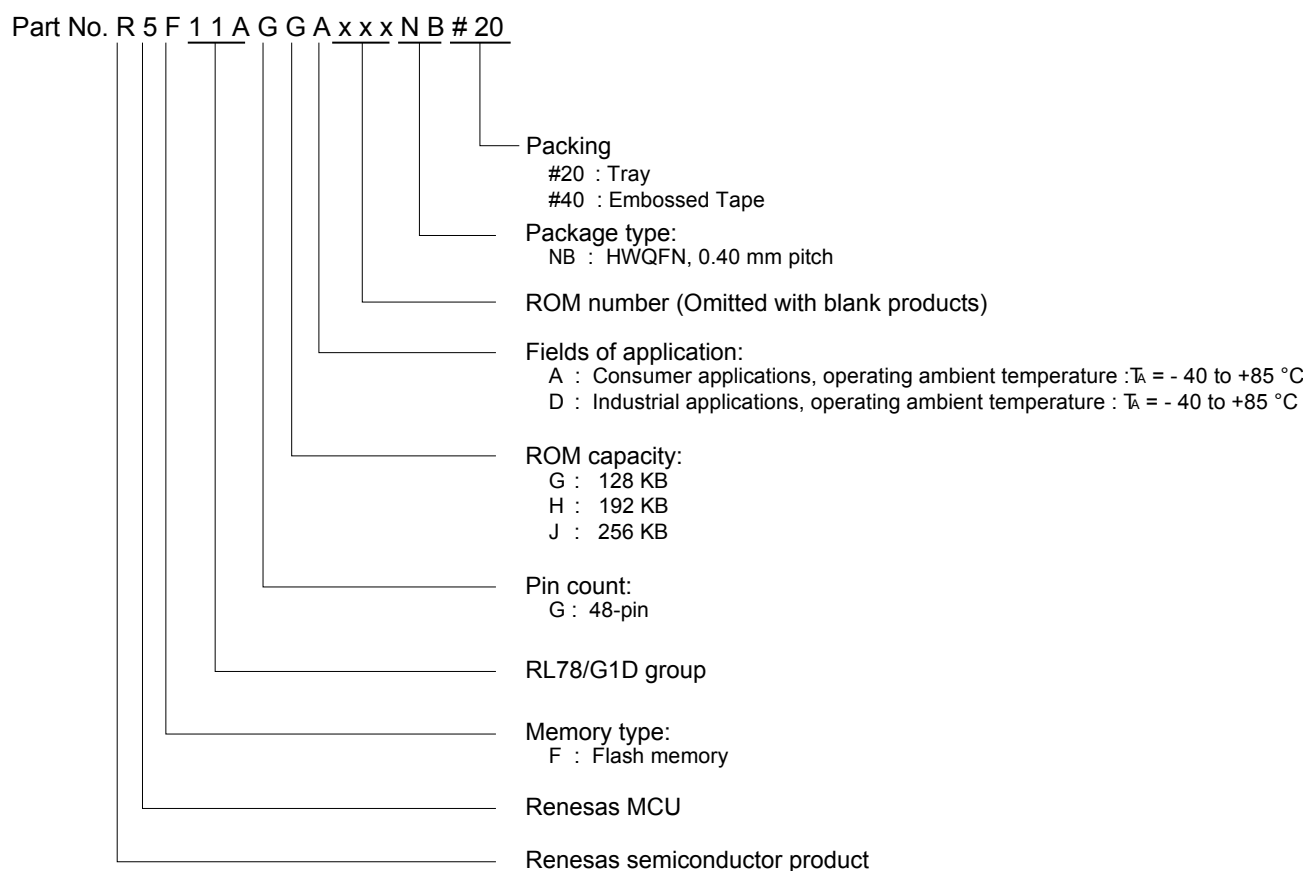 Part No. R 5 F 1 1 A G G A x x x N B # 20
Packing
#20 : Tray
#40 : Embossed Tape
Package type:
NB : HWQFN, 0.40 mm pitch
ROM number (Omitted with blank products)
Fields of application:
A : Consumer applications, operating ambient temperature :TA = - 40 to +85 °C
D : Industrial applications, operating ambient temperature : TA = - 40 to +85 °C
ROM capacity:
G : 128 KB
H : 192 KB
J : 256 KB
Pin count:
G : 48-pin
RL78/G1D group
Memory type:
F : Flash memory
Renesas MCU
Renesas semiconductor product